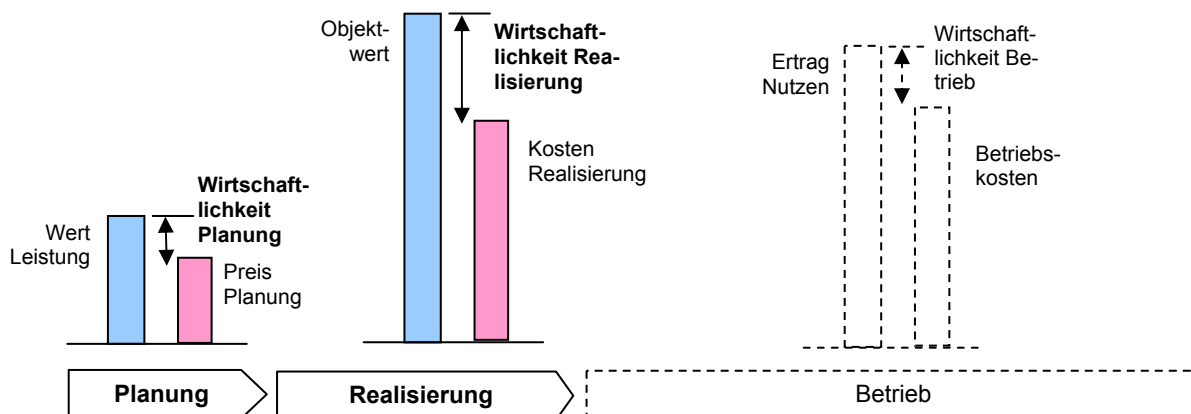 Objekt-
wert
Wirtschaft-
lichkeit Rea-
lisierung
Ertrag
Nutzen
Wirtschaft-
lichkeit Be-
trieb
Kosten
Realisierung
Betriebs-
kosten
Wirtschaft-
lichkeit
Planung
Wert
Leistung
Preis
Planung
Planung
Realisierung
Betrieb